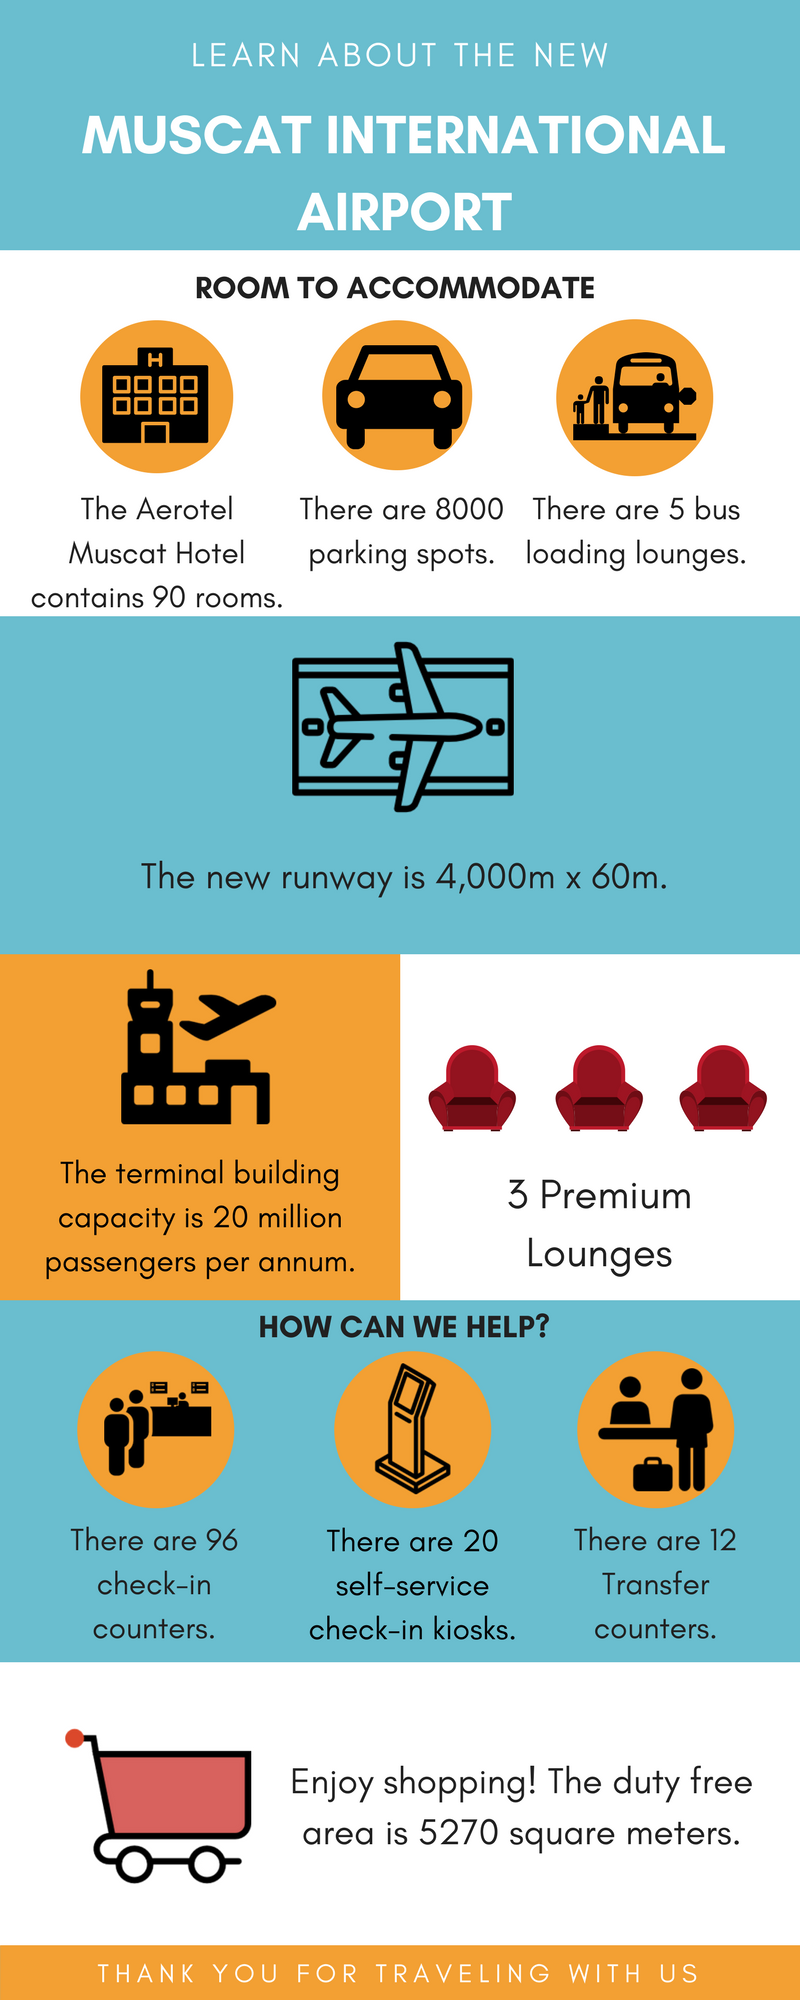 LEARN ABOUT THE NEW
MUSCAT INTERNATIONAL
AIRPORT
ROOM TO ACCOMMODATE
H
The Aerotel
Muscat Hotel
contains 90 rooms.
There are 8000
parking spots.
There are 5 bus
loading lounges.
The new runway is 4,000m x 60m.
The terminal building
capacity is 20 million
passengers per annum.
3 Premium
Lounges
HOW CAN WE HELP?
There are 96
check-in
counters.
There are 20
self-service
check-in kiosks.
There are 12
Transfer
counters.
Enjoy shopping! The duty free
area is 5270 square meters.
THANK YOU FOR TRAVELING WITH US